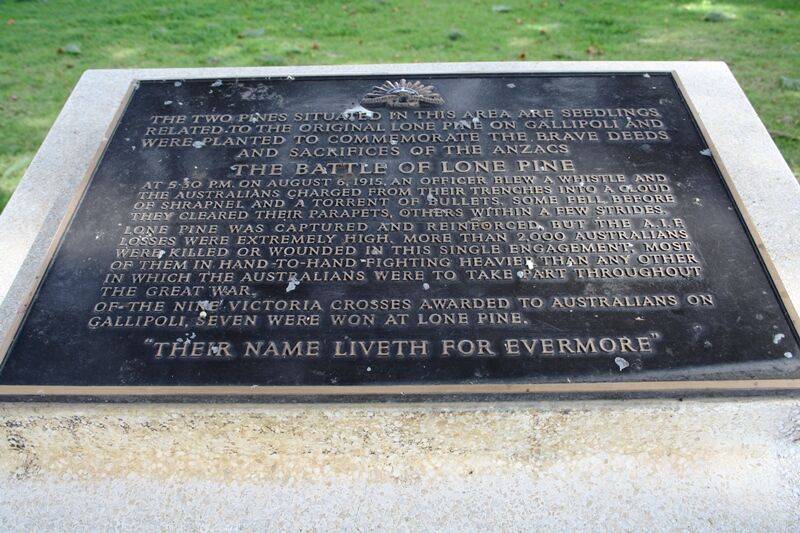 THE TWO PINES SITUATED IN THIS AREA ARE SEEDLINGS
RELATED TO THE ORIGINAL LONE PINE ON GALLIPOLI AND
WERE PLANTED TO COMMEMORATE THE BRAVE DEEDS
AND SACRIFICES OF THE ANZACS
THE BATTLE OF LONE PINE
AT 5·30 P.M. ON AUGUST 6, 1915, AN OFFICER BLEW A WHISTLE AND
THE AUSTRALIANS CHARGED FROM THEIR TRENCHES INTO A CLOUD
OF SHRAPNEL AND A TORRENT OF BULLETS. SOME FELL BEFORE
THEY CLEARED THEIR PARAPETS, OTHERS WITHIN A FEW STRIDES.
LONE PINE WAS CAPTURED AND REINFORCED, BUT THE A.I.F.
LOSSES WERE EXTREMELY HIGH. MORE THAN 2,000 AUSTRALIANS
WERE KILLED OR WOUNDED IN THIS SINGLE ENGAGEMENT, MOST
OF THEM IN HAND-TO-HAND FIGHTING HEAVIER THAN ANY OTHER
IN WHICH THE AUSTRALIANS WERE TO TAKE PART THROUGHOUT
THE GREAT WAR.
OF THE NINE VICTORIA CROSSES AWARDED TO AUSTRALIANS ON
GALLIPOLI, SEVEN WERE WON AT LONE PINE.
"THEIR NAME LIVETH FOR EVERMORE"